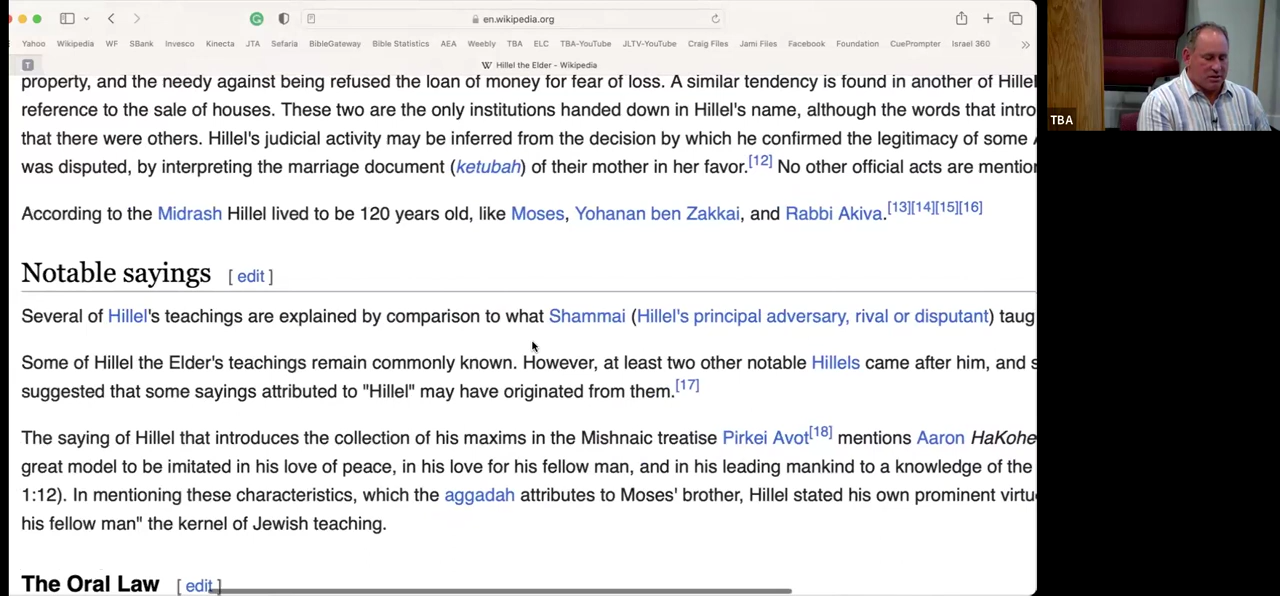 en.wikipedia.org
Yahoo Wikipedia WF SBank Invesco Kinecta JTA Sefaria BibleGateway Bible Statistics AEA Weebly TBA ELC TBA-YouTube JLTV-YouTube Craig Files Jami Files Facebook Foundation CuePrompter Israel 360
T W Hillel the Elder - Wikipedia
property, and the needy against being refused the loan of money for fear of loss. A similar tendency is found in another of Hille
reference to the sale of houses. These two are the only institutions handed down in Hillel's name, although the words that intro
that there were others. Hillel's judicial activity may be inferred from the decision by which he confirmed the legitimacy of some
was disputed, by interpreting the marriage document (ketubah) of their mother in her favor.[12] No other official acts are mention
According to the Midrash Hillel lived to be 120 years old, like Moses, Yohanan ben Zakkai, and Rabbi Akiva.[13][14][15][16]
Notable sayings [ edit ]
Several of Hillel's teachings are explained by comparison to what Shammai (Hillel's principal adversary, rival or disputant) taug
Some of Hillel the Elder's teachings remain commonly known. However, at least two other notable Hillels came after him, and s
suggested that some sayings attributed to "Hillel" may have originated from them.[17]
The saying of Hillel that introduces the collection of his maxims in the Mishnaic treatise Pirkei Avot[18] mentions Aaron HaKohe
great model to be imitated in his love of peace, in his love for his fellow man, and in his leading mankind to a knowledge of the
1:12). In mentioning these characteristics, which the aggadah attributes to Moses' brother, Hillel stated his own prominent virtu
his fellow man" the kernel of Jewish teaching.
The Oral Law [ edit ]
TBA